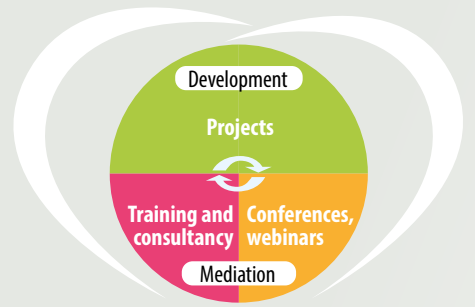 Development
Projects
Training and
consultancy
Conferences,
webinars
Mediation